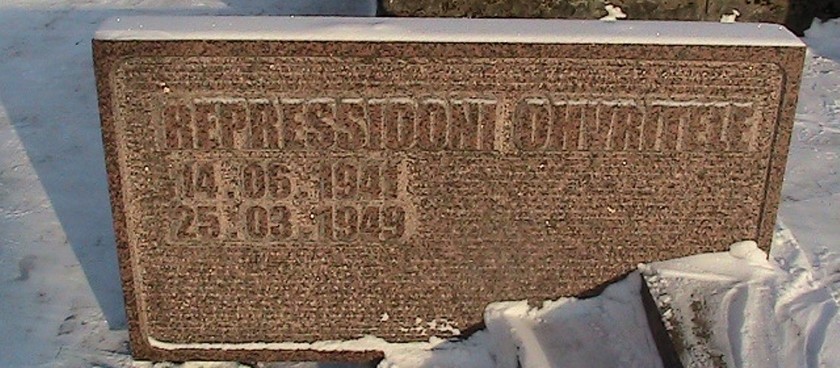 REPRESSIOONI OHVRITELE
14.06.1941
25.03.1949